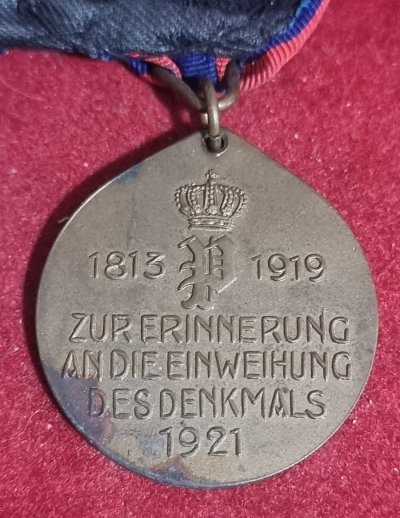 1813 P 1919
ZUR ERINNERUNG
AN DIE EINWEIHUNG
DES DENKMALS
1921